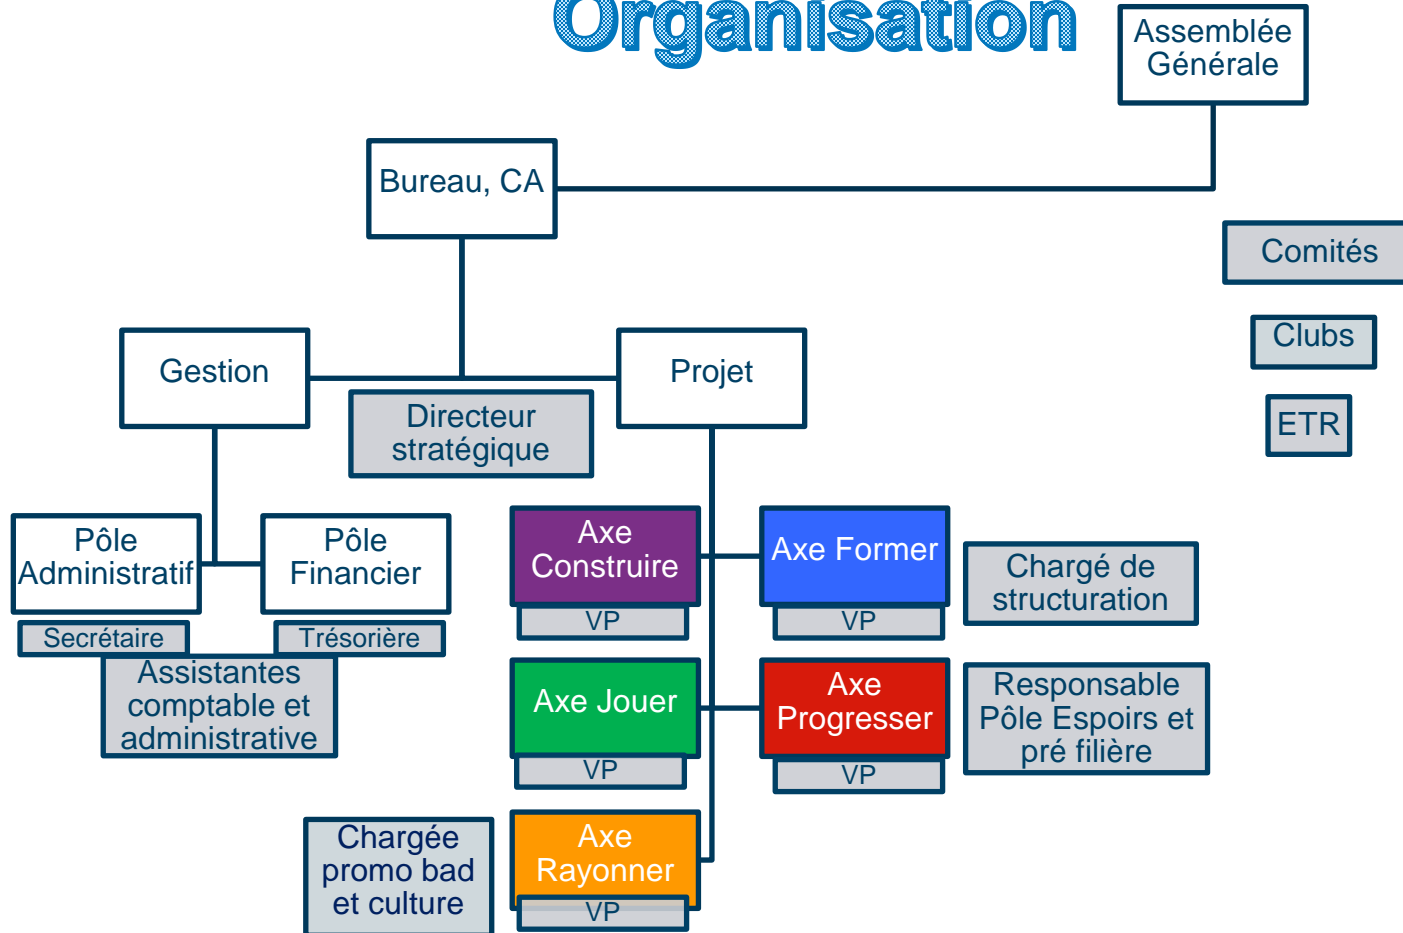 Organisation
Assemblée
Générale
Bureau, CA
Comités
Clubs
ETR
Gestion
Projet
Directeur
stratégique
Pôle
Administratif
Pôle
Financier
Secrétaire
Trésorière
Assistantes
comptable et
administrative
Axe
Construire
VP
Axe Former
VP
Chargé de
structuration
Axe Jouer
VP
Axe
Progresser
VP
Responsable
Pôle Espoirs et
pré filière
Chargée
promo bad
et culture
Axe
Rayonner
VP